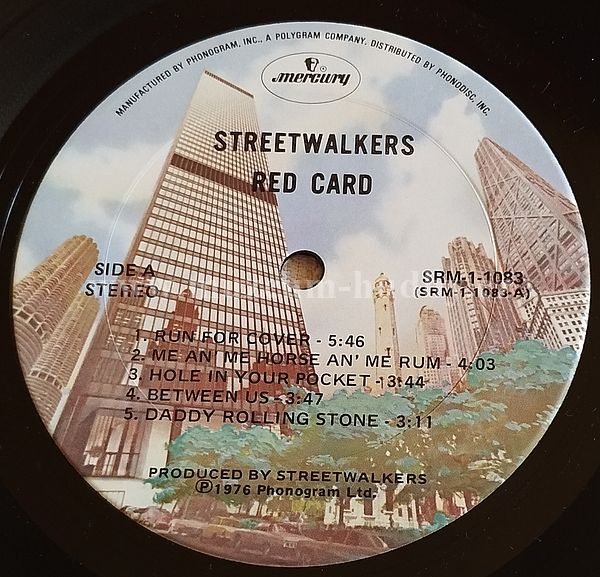 MANUFACTURED BY PHONOGRAM, INC., A POLYGRAM COMPANY. DISTRIBUTED BY PHONODISC, INC.
mercury
STREETWALKERS
RED CARD
SIDE A
STEREO
SRM-1-1083
(SRM-1-1083-A)
1. RUN FOR COVER - 5:46
2. ME AN' ME HORSE AN' ME RUM - 4:03
3. HOLE IN YOUR POCKET - 3:44
4. BETWEEN US - 3:47
5. DADDY ROLLING STONE - 3:11
PRODUCED BY STREETWALKERS
Ⓟ1976 Phonogram Ltd.